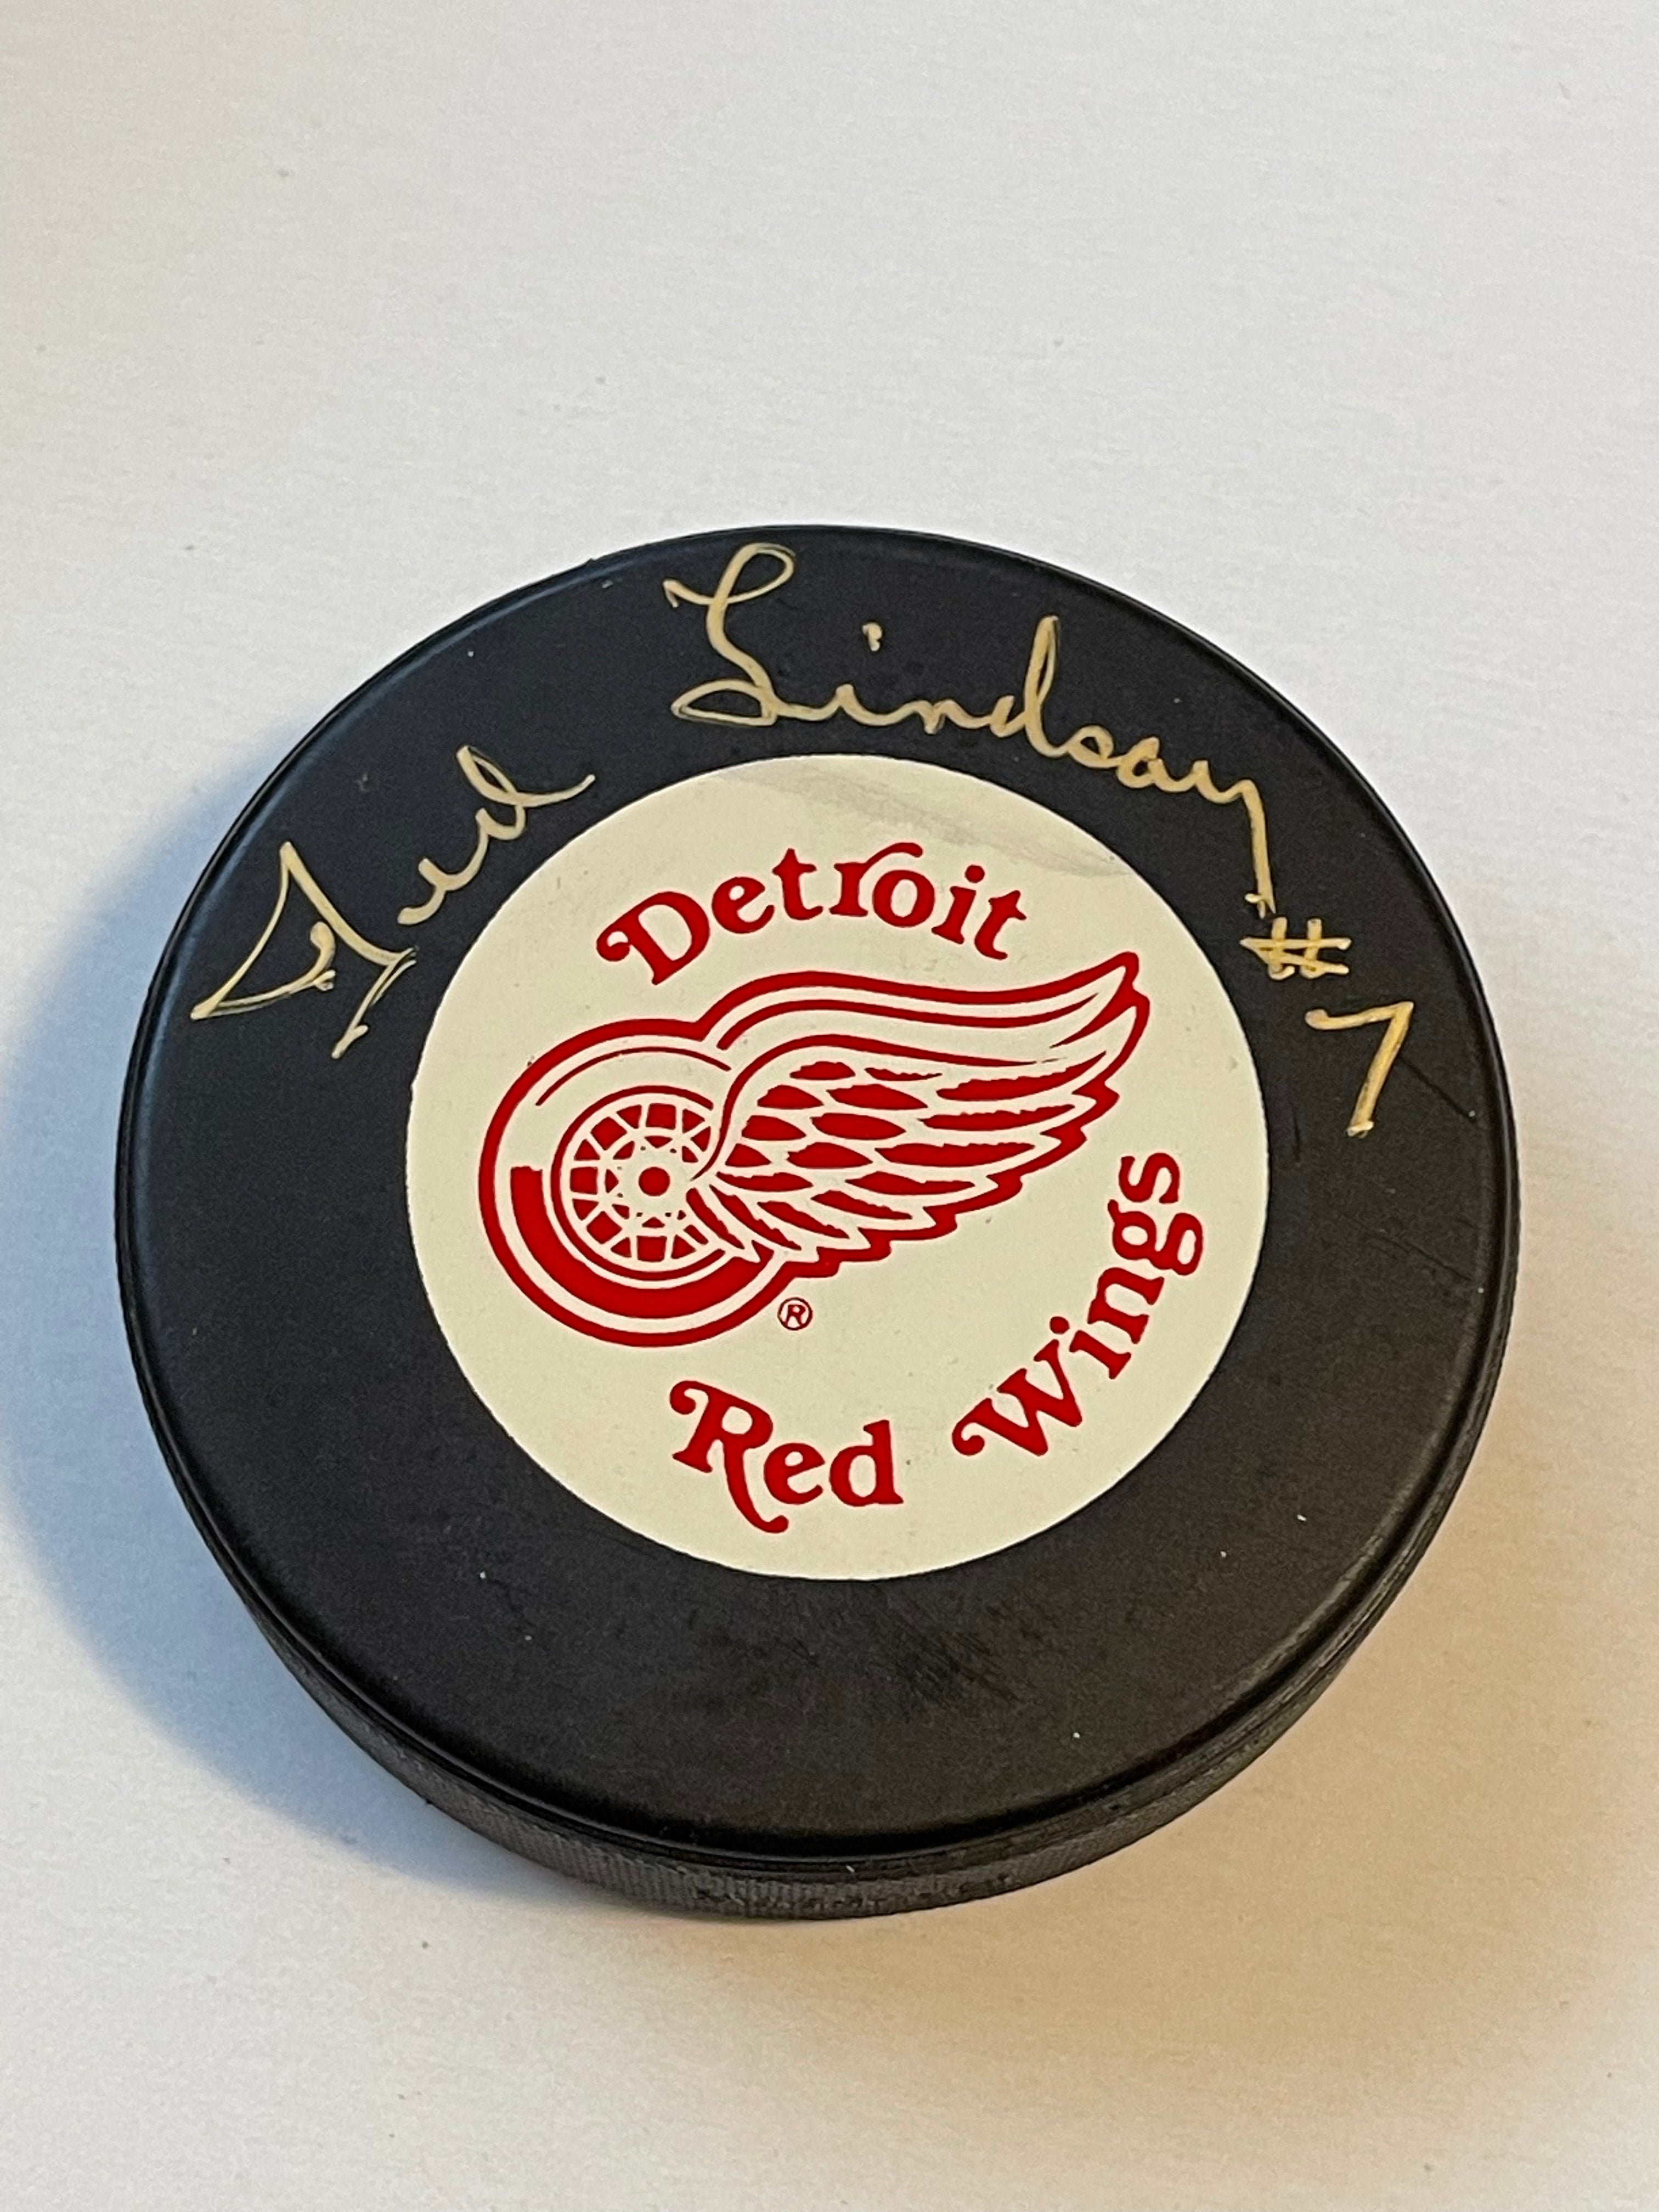 Ted Lindsay #7
Detroit
®
Red Wings